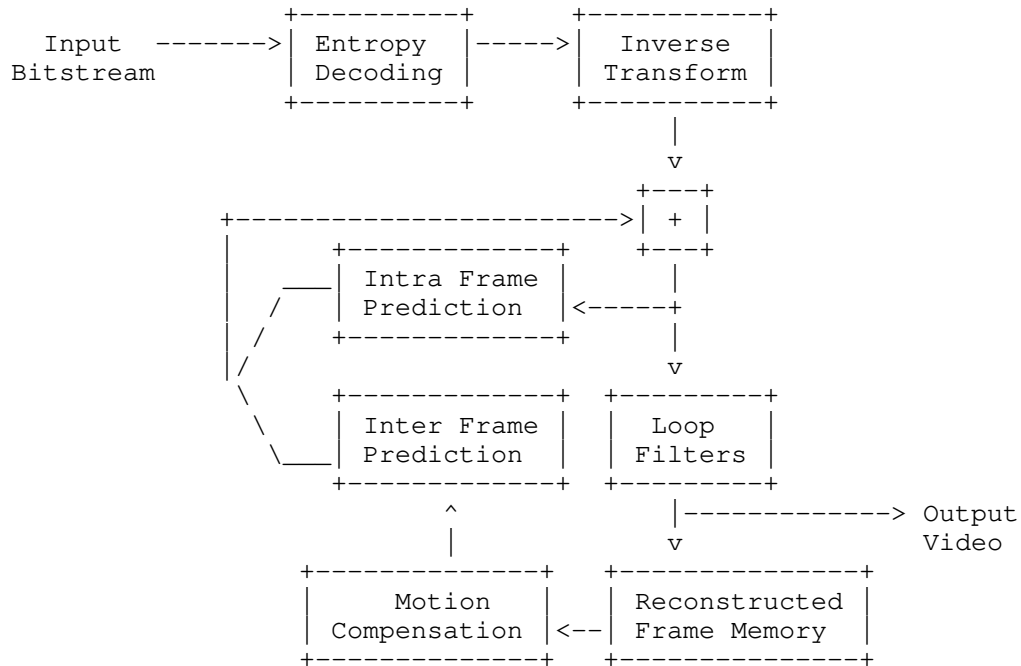 Input
Bitstream
Entropy
Decoding
Inverse
Transform
+
Intra Frame
Prediction
Inter Frame
Prediction
Loop
Filters
Output
Video
Motion
Compensation
Reconstructed
Frame Memory